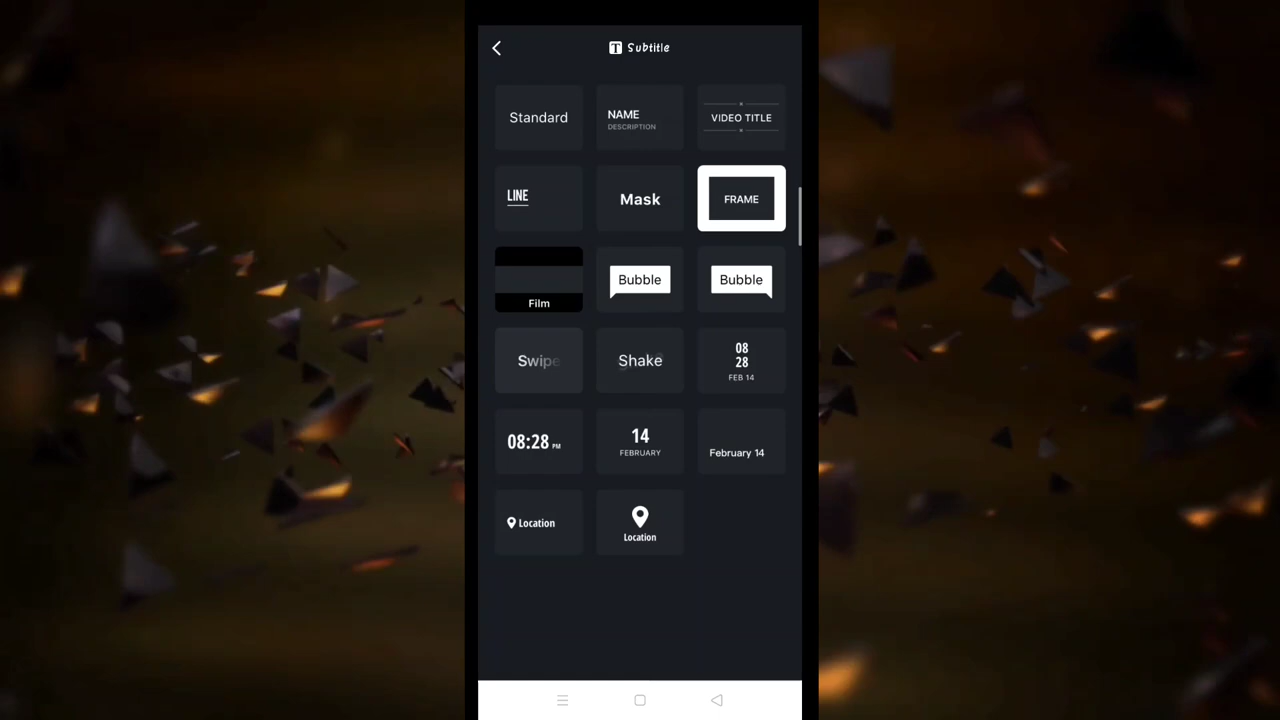 T Subtitle
Standard
NAME
DESCRIPTION
VIDEO TITLE
LINE
Mask
FRAME
Film
Bubble
Bubble
Swipe
Shake
08
28
FEB 14
08:28 PM
14
FEBRUARY
February 14
Location
Location